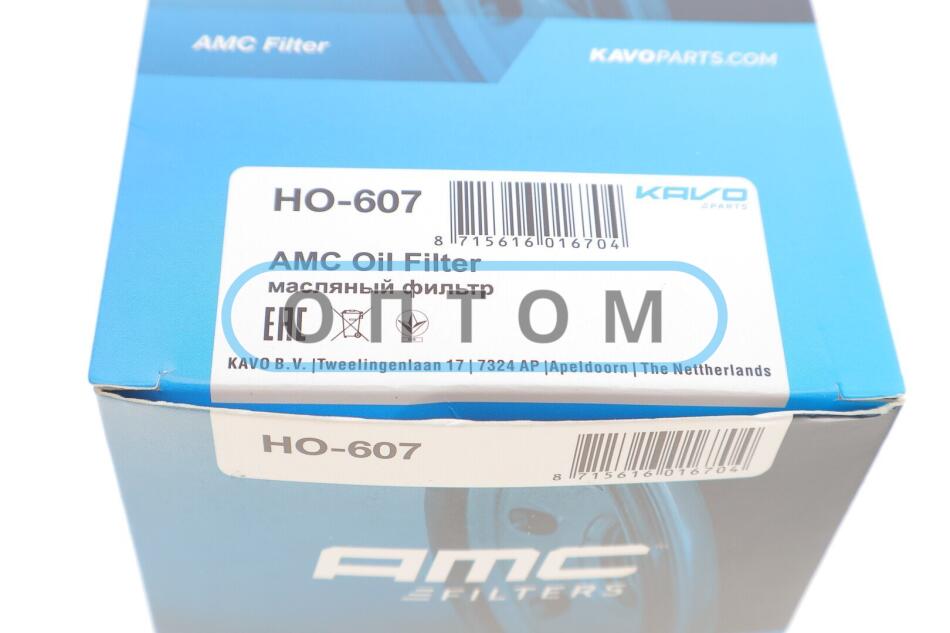 AMC Filter
KAVOPARTS.COM
HO-607
8 715616 016704
KAVO
PARTS
AMC Oil Filter
масляный фильтр
ОПТОМ
EAC
KAVO B.V. |Tweelingenlaan 17 | 7324 AP |Apeldoorn | The Nettherlands
HO-607
8 715616 016704
AMC
FILTERS